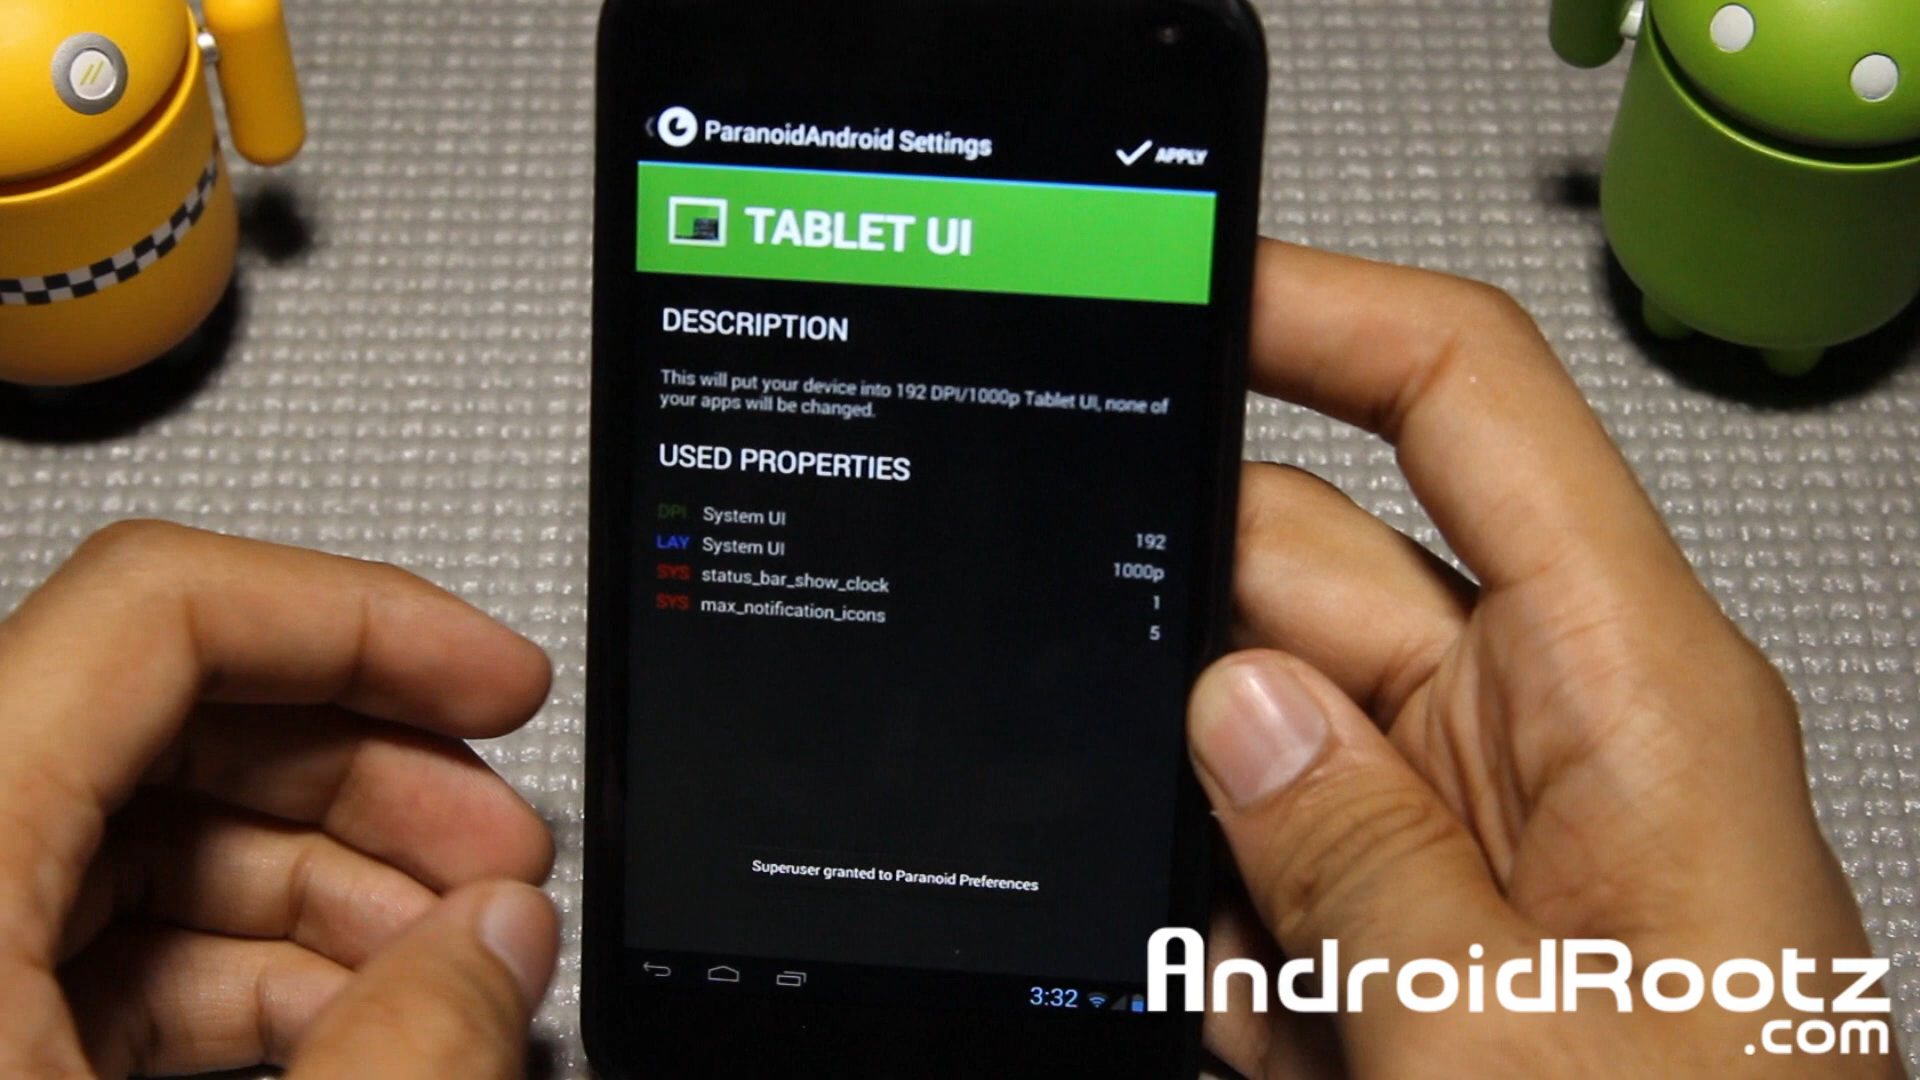 ParanoidAndroid Settings
APPLY
TABLET UI
DESCRIPTION
This will put your device into 192 DPI/1000p Tablet UI, none of
your apps will be changed.
USED PROPERTIES
DPI System UI 192
LAY System UI 1000p
SYS status_bar_show_clock 1
SYS max_notification_icons 5
Superuser granted to Paranoid Preferences
3:32
AndroidRootz
.com